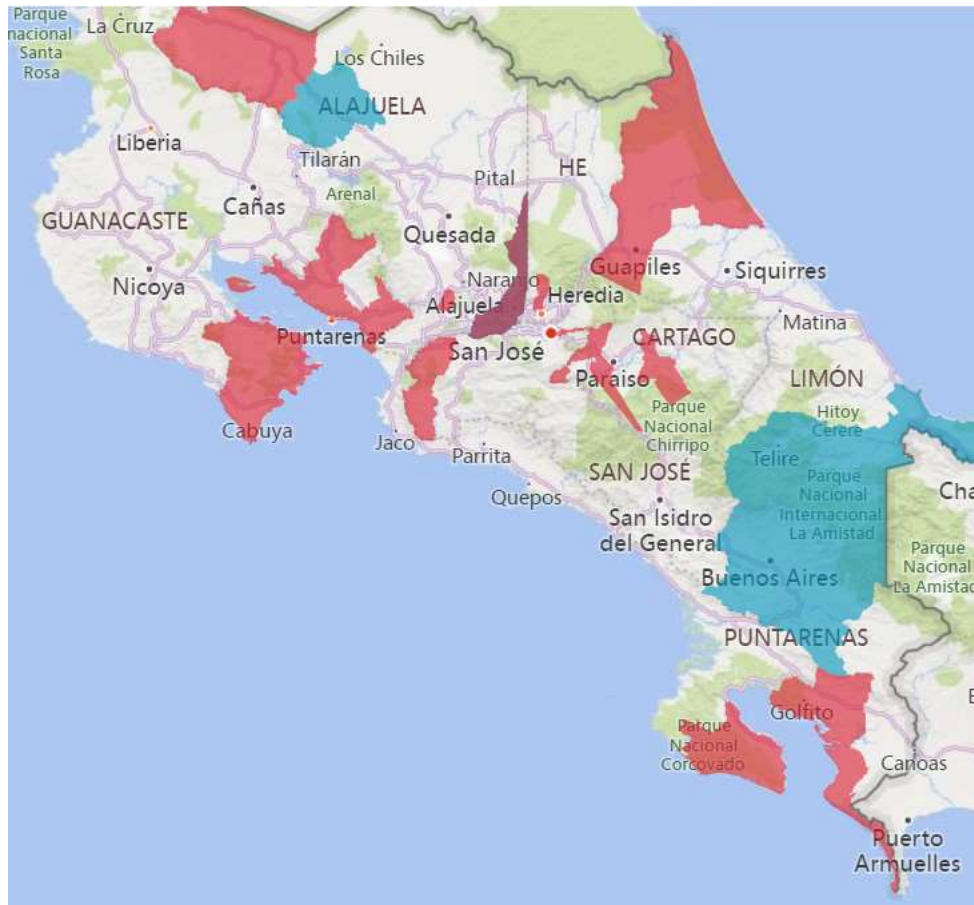 Parque
nacional
Santa
Rosa
La Cruz
Los Chiles
ALAJUELA
Liberia
Tilarán
Pital
HE
Arenal
Cañas
GUANACASTE
Quesada
Guapiles
Siquirres
Nicoya
Naranjo
Alajuela
Heredia
Puntarenas
San José
CARTAGO
Matina
Paraiso
LIMÓN
Parque
Nacional
Chirripo
Hitoy
Cerere
Cabuya
Jaco
Parrita
Telire
SAN JOSÉ
Parque
Nacional
Internacional
La Amistad
Cha
Quepos
San Isidro
del General
Parque
Nacional
La Amistad
Buenos Aires
PUNTARENAS
Golfito
Parque
Nacional
Corcovado
Canoas
Puerto
Armuelles